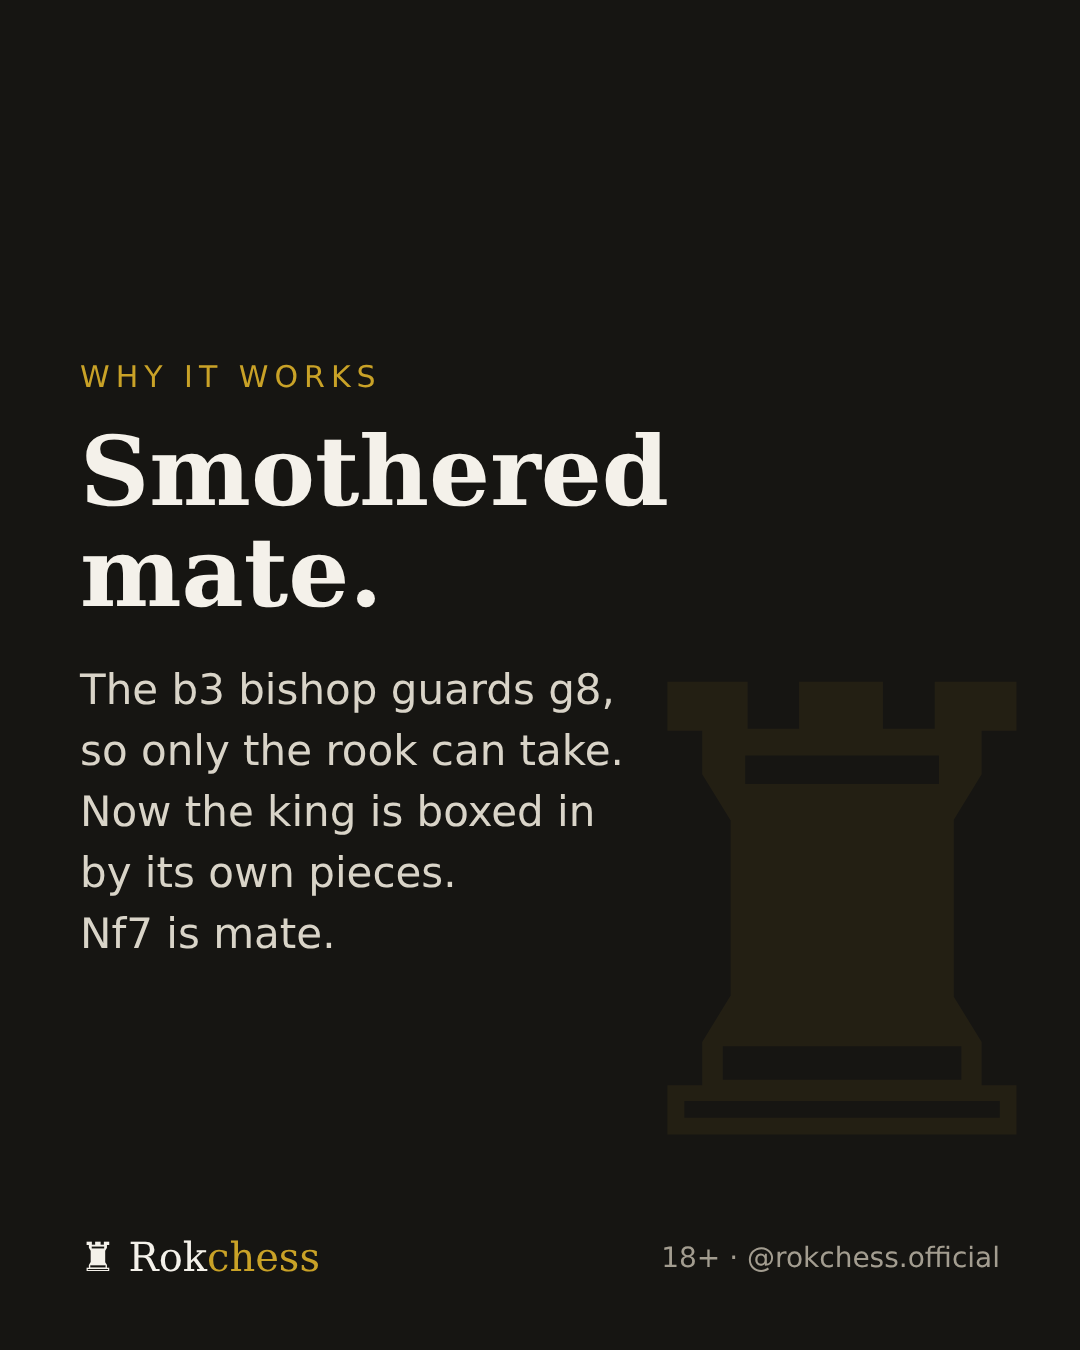 WHY IT WORKS
Smothered
mate.
The b3 bishop guards g8,
so only the rook can take.
Now the king is boxed in
by its own pieces.
Nf7 is mate.
♜ Rokchess
18+ · @rokchess.official